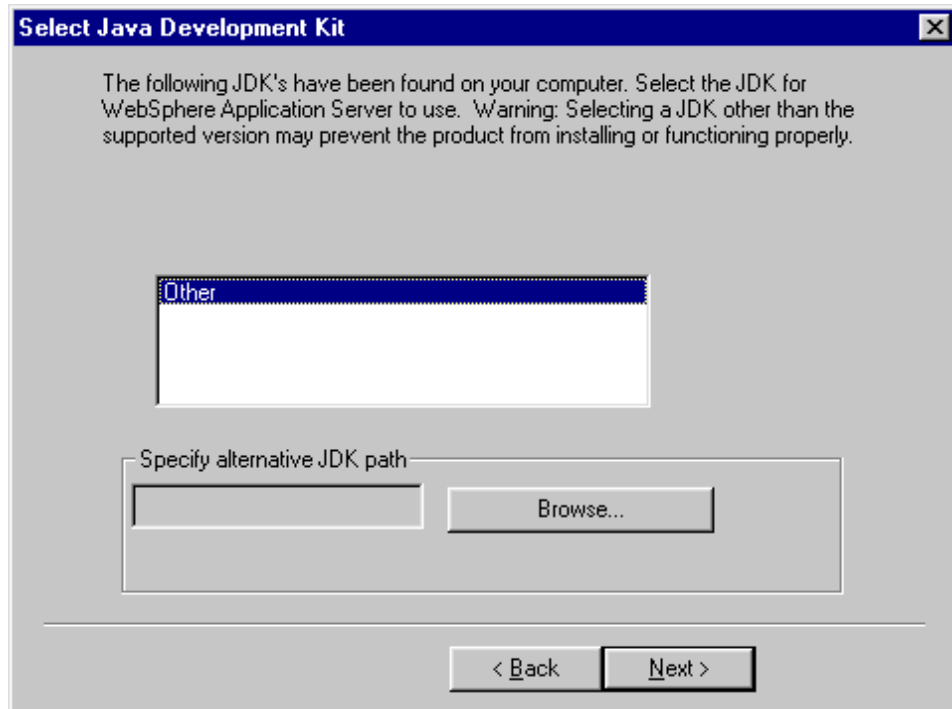 Select Java Development Kit
The following JDK's have been found on your computer. Select the JDK for
WebSphere Application Server to use.  Warning: Selecting a JDK other than the
supported version may prevent the product from installing or functioning properly.
Other
Specify alternative JDK path
Browse...
< Back
Next >